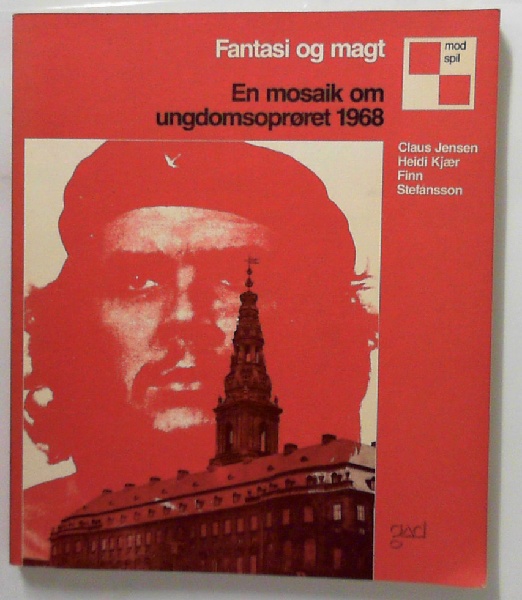 Fantasi og magt
mod
spil
En mosaik om
ungdomsoprøret 1968
Claus Jensen
Heidi Kjær
Finn
Stefánsson
gad